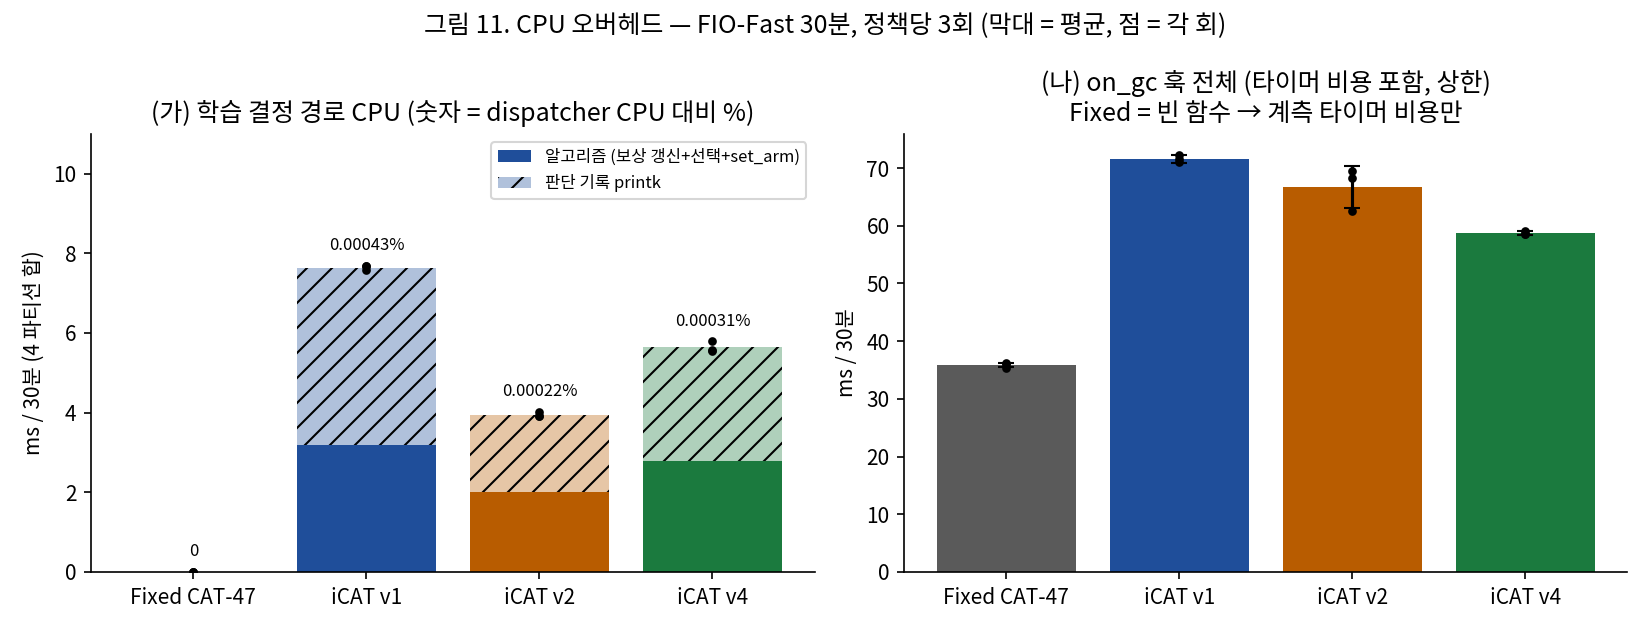 그림 11. CPU 오버헤드 — FIO-Fast 30분, 정책당 3회 (막대 = 평균, 점 = 각 회)
(가) 학습 결정 경로 CPU (숫자 = dispatcher CPU 대비 %)
알고리즘 (보상 갱신+선택+set_arm)
판단 기록 printk
ms / 30분 (4 파티션 합)
10
8
6
4
2
0
0.00043%
0.00022%
0.00031%
0
Fixed CAT-47
iCAT v1
iCAT v2
iCAT v4
(나) on_gc 훅 전체 (타이머 비용 포함, 상한)
Fixed = 빈 함수 → 계측 타이머 비용만
ms / 30분
70
60
50
40
30
20
10
0
Fixed CAT-47
iCAT v1
iCAT v2
iCAT v4